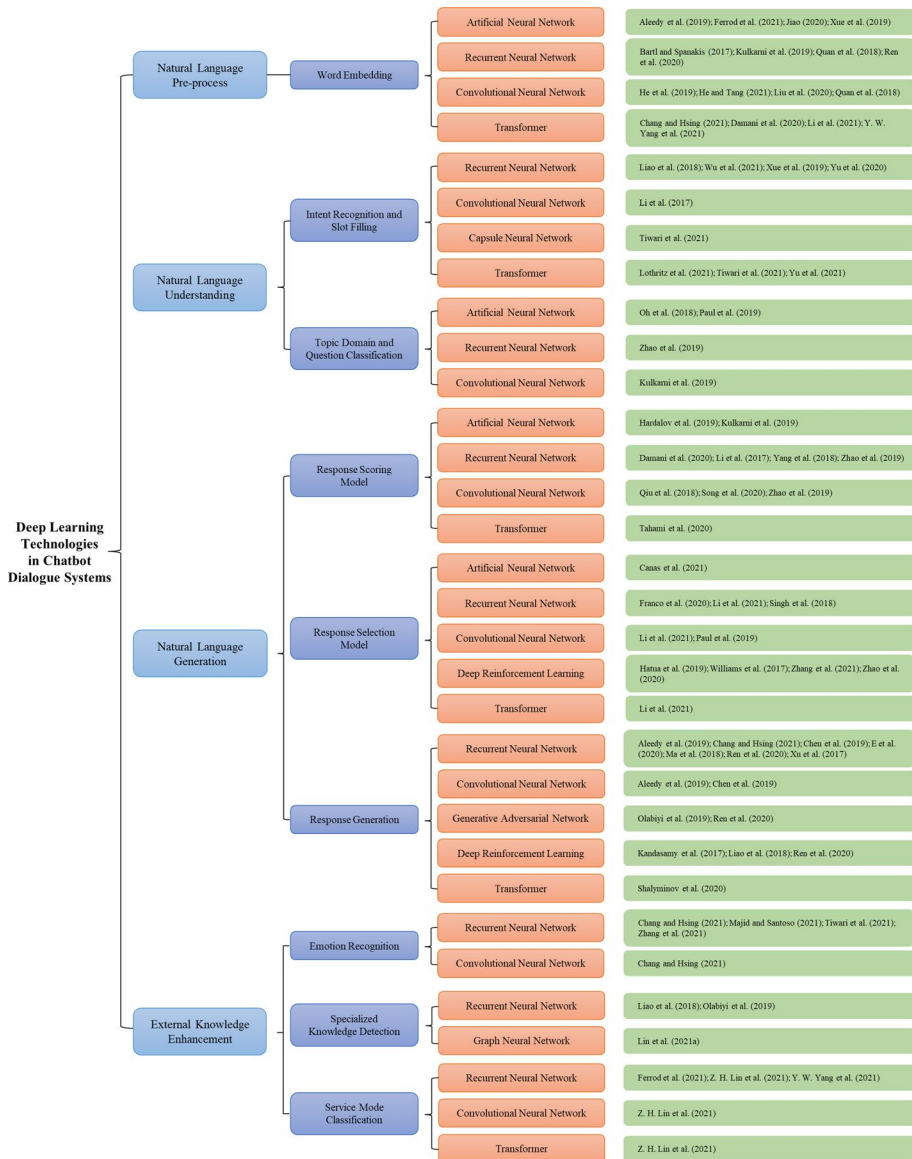 Deep Learning
Technologies
in Chatbot
Dialogue Systems
Natural Language
Pre-process
Word Embedding
Artificial Neural Network
Aleedy et al. (2019); Ferrod et al. (2021); Jiao (2020); Xue et al. (2019)
Recurrent Neural Network
Bartl and Spanakis (2017); Kulkarni et al. (2019); Quan et al. (2018); Ren
et al. (2020)
Convolutional Neural Network
He et al. (2019); He and Tang (2021); Liu et al. (2020); Quan et al. (2018)
Transformer
Chang and Hsing (2021); Damani et al. (2020); Li et al. (2021); Y. W.
Yang et al. (2021)
Natural Language
Understanding
Intent Recognition and
Slot Filling
Recurrent Neural Network
Liao et al. (2018); Wu et al. (2021); Xue et al. (2019); Yu et al. (2020)
Convolutional Neural Network
Li et al. (2017)
Capsule Neural Network
Tiwari et al. (2021)
Transformer
Lothritz et al. (2021); Tiwari et al. (2021); Yu et al. (2021)
Topic Domain and
Question Classification
Artificial Neural Network
Oh et al. (2018); Paul et al. (2019)
Recurrent Neural Network
Zhao et al. (2019)
Convolutional Neural Network
Kulkarni et al. (2019)
Natural Language
Generation
Response Scoring
Model
Artificial Neural Network
Hardalov et al. (2019); Kulkarni et al. (2019)
Recurrent Neural Network
Damani et al. (2020); Li et al. (2017); Yang et al. (2018); Zhao et al. (2019)
Convolutional Neural Network
Qiu et al. (2018); Song et al. (2020); Zhao et al. (2019)
Transformer
Tahami et al. (2020)
Response Selection
Model
Artificial Neural Network
Canas et al. (2021)
Recurrent Neural Network
Franco et al. (2020); Li et al. (2021); Singh et al. (2018)
Convolutional Neural Network
Li et al. (2021); Paul et al. (2019)
Deep Reinforcement Learning
Hatua et al. (2019); Williams et al. (2017); Zhang et al. (2021); Zhao et al.
(2020)
Transformer
Li et al. (2021)
Response Generation
Recurrent Neural Network
Aleedy et al. (2019); Chang and Hsing (2021); Chen et al. (2019); E et al.
(2020); Ma et al. (2018); Ren et al. (2020); Xu et al. (2017)
Convolutional Neural Network
Aleedy et al. (2019); Chen et al. (2019)
Generative Adversarial Network
Olabiyi et al. (2019); Ren et al. (2020)
Deep Reinforcement Learning
Kandasamy et al. (2017); Liao et al. (2018); Ren et al. (2020)
Transformer
Shalyminov et al. (2020)
External Knowledge
Enhancement
Emotion Recognition
Recurrent Neural Network
Chang and Hsing (2021); Majid and Santoso (2021); Tiwari et al. (2021);
Zhang et al. (2021)
Convolutional Neural Network
Chang and Hsing (2021)
Specialized
Knowledge Detection
Recurrent Neural Network
Liao et al. (2018); Olabiyi et al. (2019)
Graph Neural Network
Lin et al. (2021a)
Service Mode
Classification
Recurrent Neural Network
Ferrod et al. (2021); Z. H. Lin et al. (2021); Y. W. Yang et al. (2021)
Convolutional Neural Network
Z. H. Lin et al. (2021)
Transformer
Z. H. Lin et al. (2021)